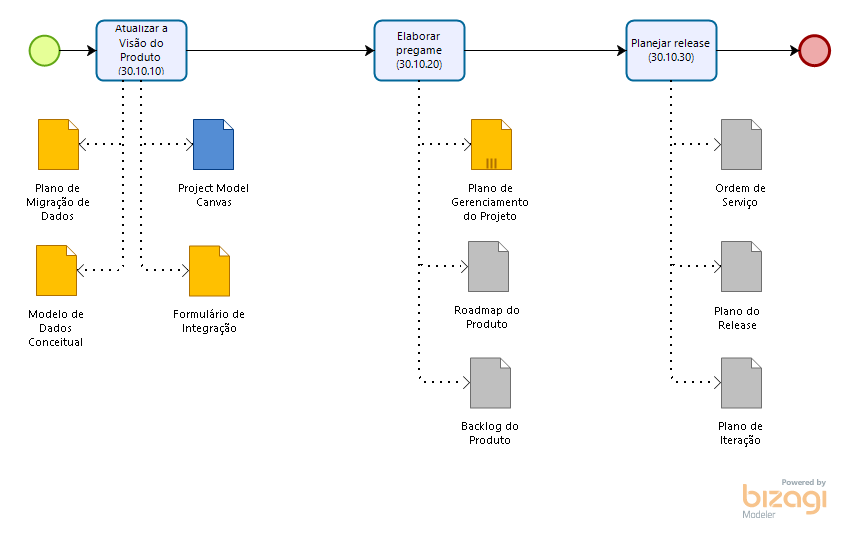 Atualizar a
Visão do
Produto
(30.10.10)
Elaborar
pregame
(30.10.20)
Planejar release
(30.10.30)
Plano de
Migração de
Dados
Project Model
Canvas
Plano de
Gerenciamento
do Projeto
Ordem de
Serviço
Modelo de
Dados
Conceitual
Formulário de
Integração
Roadmap do
Produto
Plano do
Release
Backlog do
Produto
Plano de
Iteração
Powered by
bizagi
Modeler